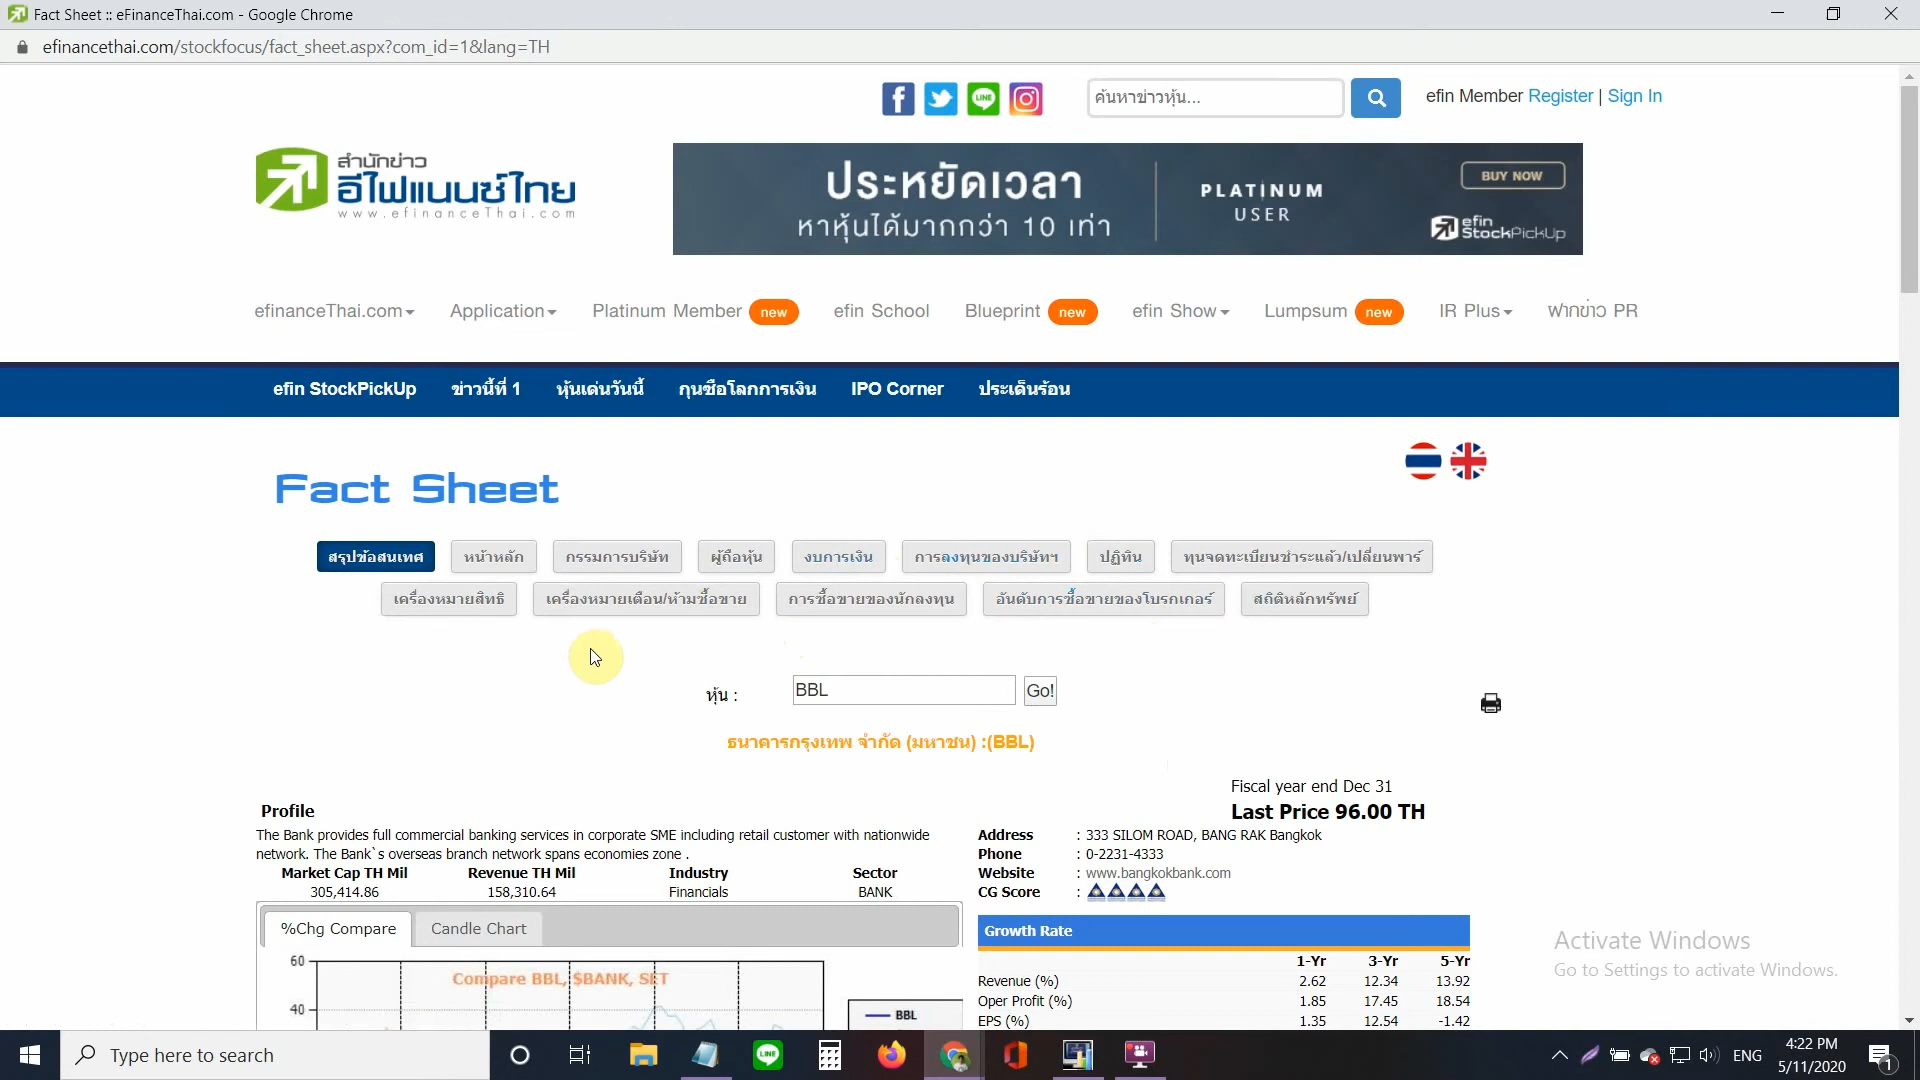 Fact Sheet :: eFinanceThai.com - Google Chrome
efinancethai.com/stockfocus/fact_sheet.aspx?com_id=1&lang=TH
f LINE ค้นหาข่าวหุ้น... efin Member Register | Sign In
สำนักข่าว
อีไฟแนนซ์ไทย
www.efinanceThai.com
ประหยัดเวลา
หาหุ้นได้มากกว่า 10 เท่า
PLATINUM
USER
BUY NOW
efin
StockPickUp
efinanceThai.com Application Platinum Member new efin School Blueprint new efin Show Lumpsum new IR Plus ฟากข่าว PR
efin StockPickUp ข่าวนี้ที่ 1 หุ้นเด่นวันนี้ กุนซือโลกการเงิน IPO Corner ประเด็นร้อน
Fact Sheet
สรุปข้อสนเทศ หน้าหลัก กรรมการบริษัท ผู้ถือหุ้น งบการเงิน การลงทุนของบริษัทฯ ปฏิทิน ทุนจดทะเบียนชำระแล้ว/เปลี่ยนพาร์
เครื่องหมายสิทธิ เครื่องหมายเตือน/ห้ามซื้อขาย การซื้อขายของนักลงทุน อันดับการซื้อขายของโบรกเกอร์ สถิติหลักทรัพย์
หุ้น : BBL Go!
ธนาคารกรุงเทพ จำกัด (มหาชน) :(BBL)
Fiscal year end Dec 31
Profile
Last Price 96.00 TH
The Bank provides full commercial banking services in corporate SME including retail customer with nationwide
network. The Bank`s overseas branch network spans economies zone .
Market Cap TH Mil Revenue TH Mil Industry Sector
305,414.86 158,310.64 Financials BANK
Address : 333 SILOM ROAD, BANG RAK Bangkok
Phone : 0-2231-4333
Website : www.bangkokbank.com
CG Score :
%Chg Compare Candle Chart
60
Compare BBL, $BANK, SET
40
BBL
Growth Rate
1-Yr 3-Yr 5-Yr
Revenue (%) 2.62 12.34 13.92
Oper Profit (%) 1.85 17.45 18.54
EPS (%) 1.35 12.54 -1.42
Activate Windows
Go to Settings to activate Windows.
Type here to search
LINE
ENG
4:22 PM
5/11/2020
1